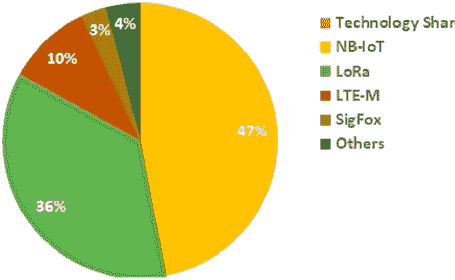 Technology Shar
NB-IoT
LoRa
LTE-M
SigFox
Others
47%
36%
10%
3%
4%